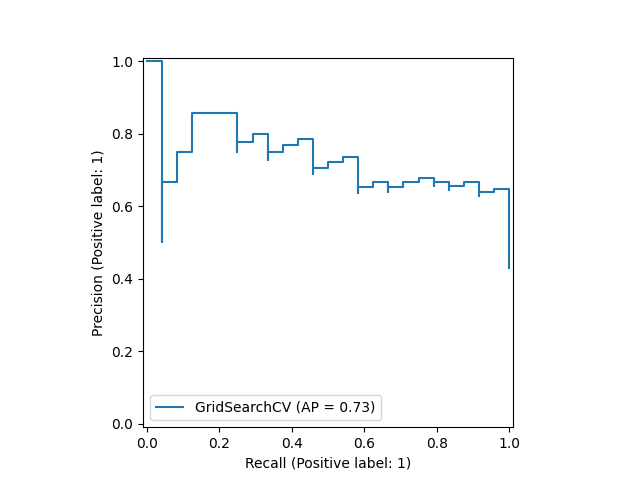 1.0
0.8
0.6
0.4
0.2
0.0
Precision (Positive label: 1)
GridSearchCV (AP = 0.73)
0.0 0.2 0.4 0.6 0.8 1.0
Recall (Positive label: 1)